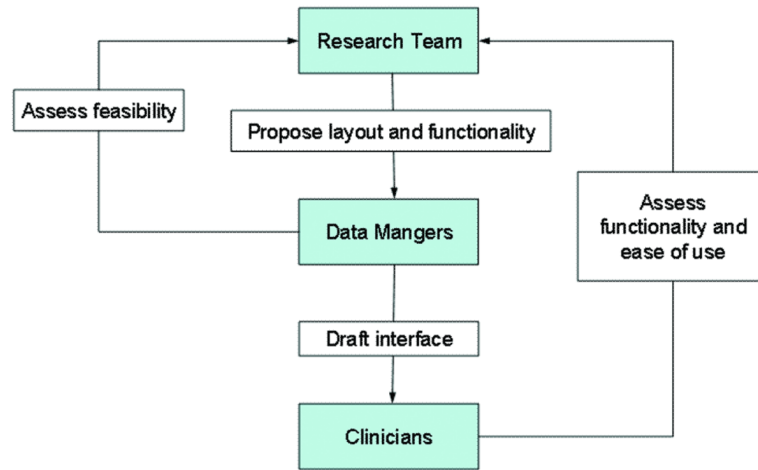 Research Team
Assess feasibility
Propose layout and functionality
Data Mangers
Assess
functionality and
ease of use
Draft interface
Clinicians